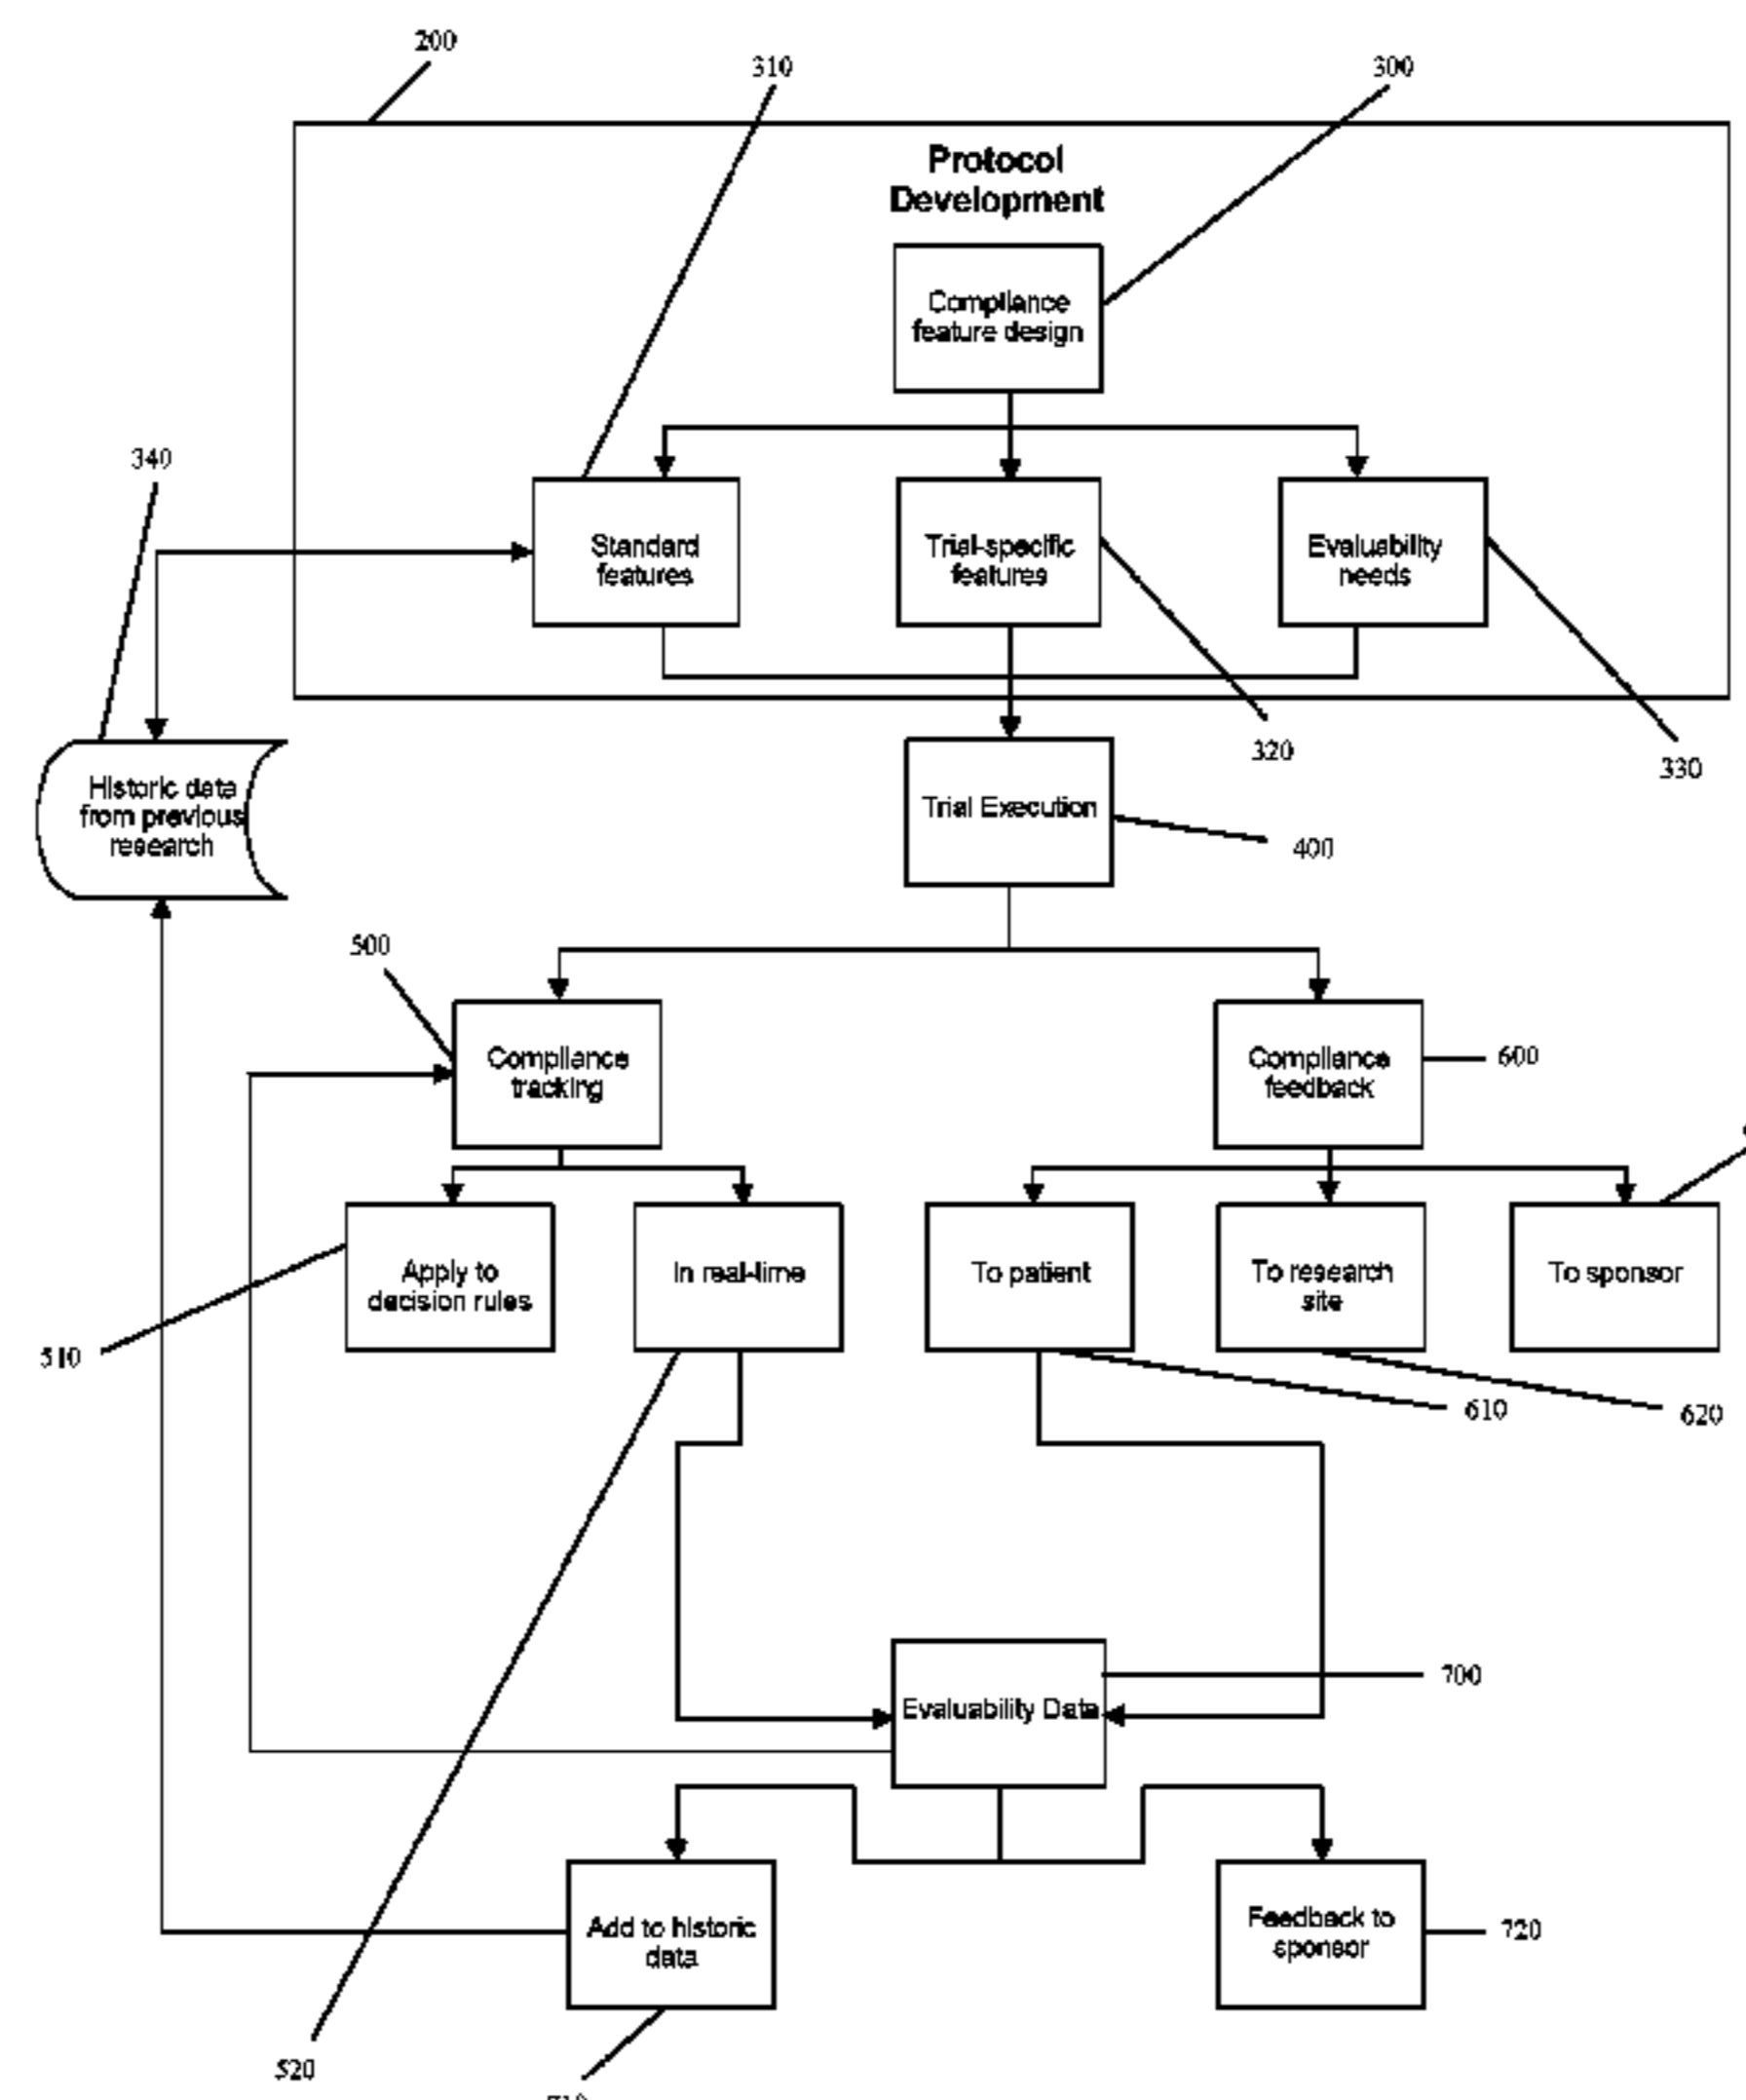 200
310
300
Protocol
Development
Compliance
feature design
340
Standard
features
Trial-specific
features
Evaluability
needs
320
330
Historic data
from previous
research
Trial Execution
400
500
Compliance
tracking
Compliance
feedback
600
Apply to
decision rules
In real-time
To patient
To research
site
To sponsor
510
610
620
700
Evaluability Data
Add to historic
data
Feedback to
sponsor
720
520